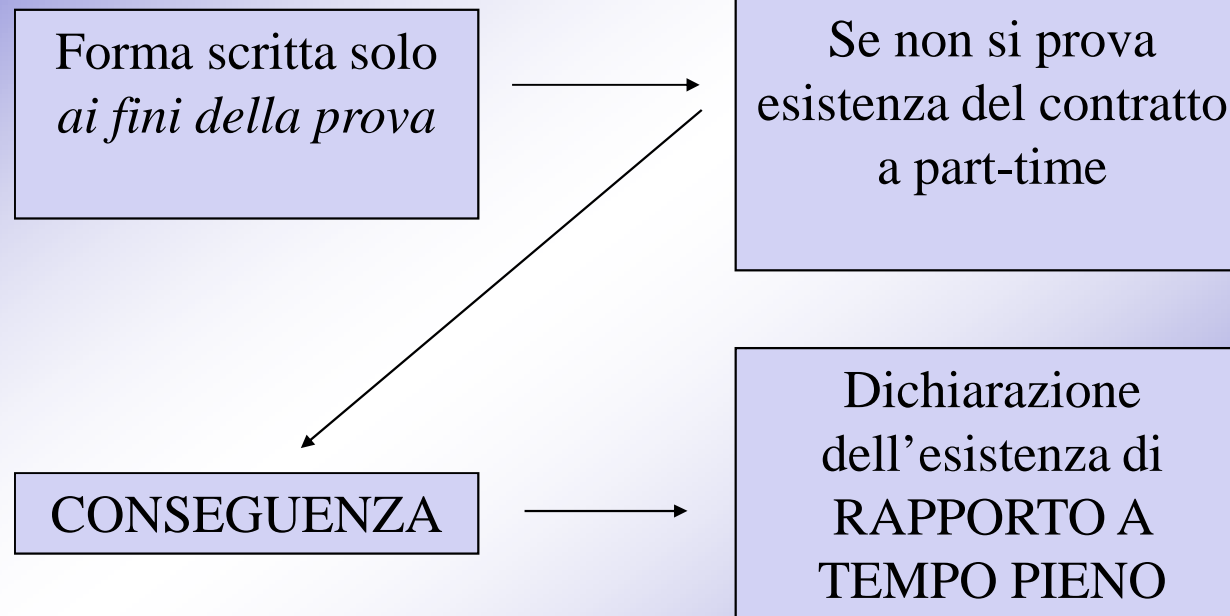 Forma scritta solo
ai fini della prova
Se non si prova
esistenza del contratto
a part-time
CONSEGUENZA
Dichiarazione
dell’esistenza di
RAPPORTO A
TEMPO PIENO